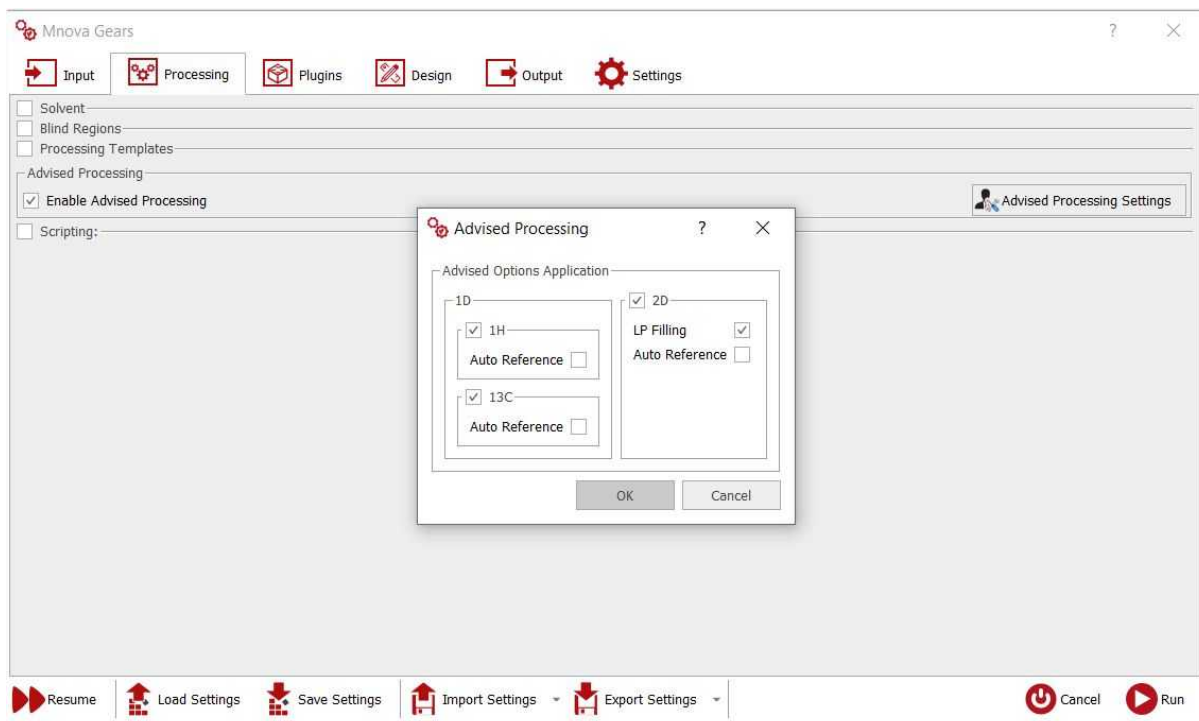 Mnova Gears ?
Input Processing Plugins Design Output Settings
Solvent
Blind Regions
Processing Templates
Advised Processing
Enable Advised Processing
Advised Processing Settings
Scripting:
Advised Processing ?
Advised Options Application
1D
1H
Auto Reference
13C
Auto Reference
2D
LP Filling
Auto Reference
OK Cancel
Resume Load Settings Save Settings Import Settings Export Settings Cancel Run